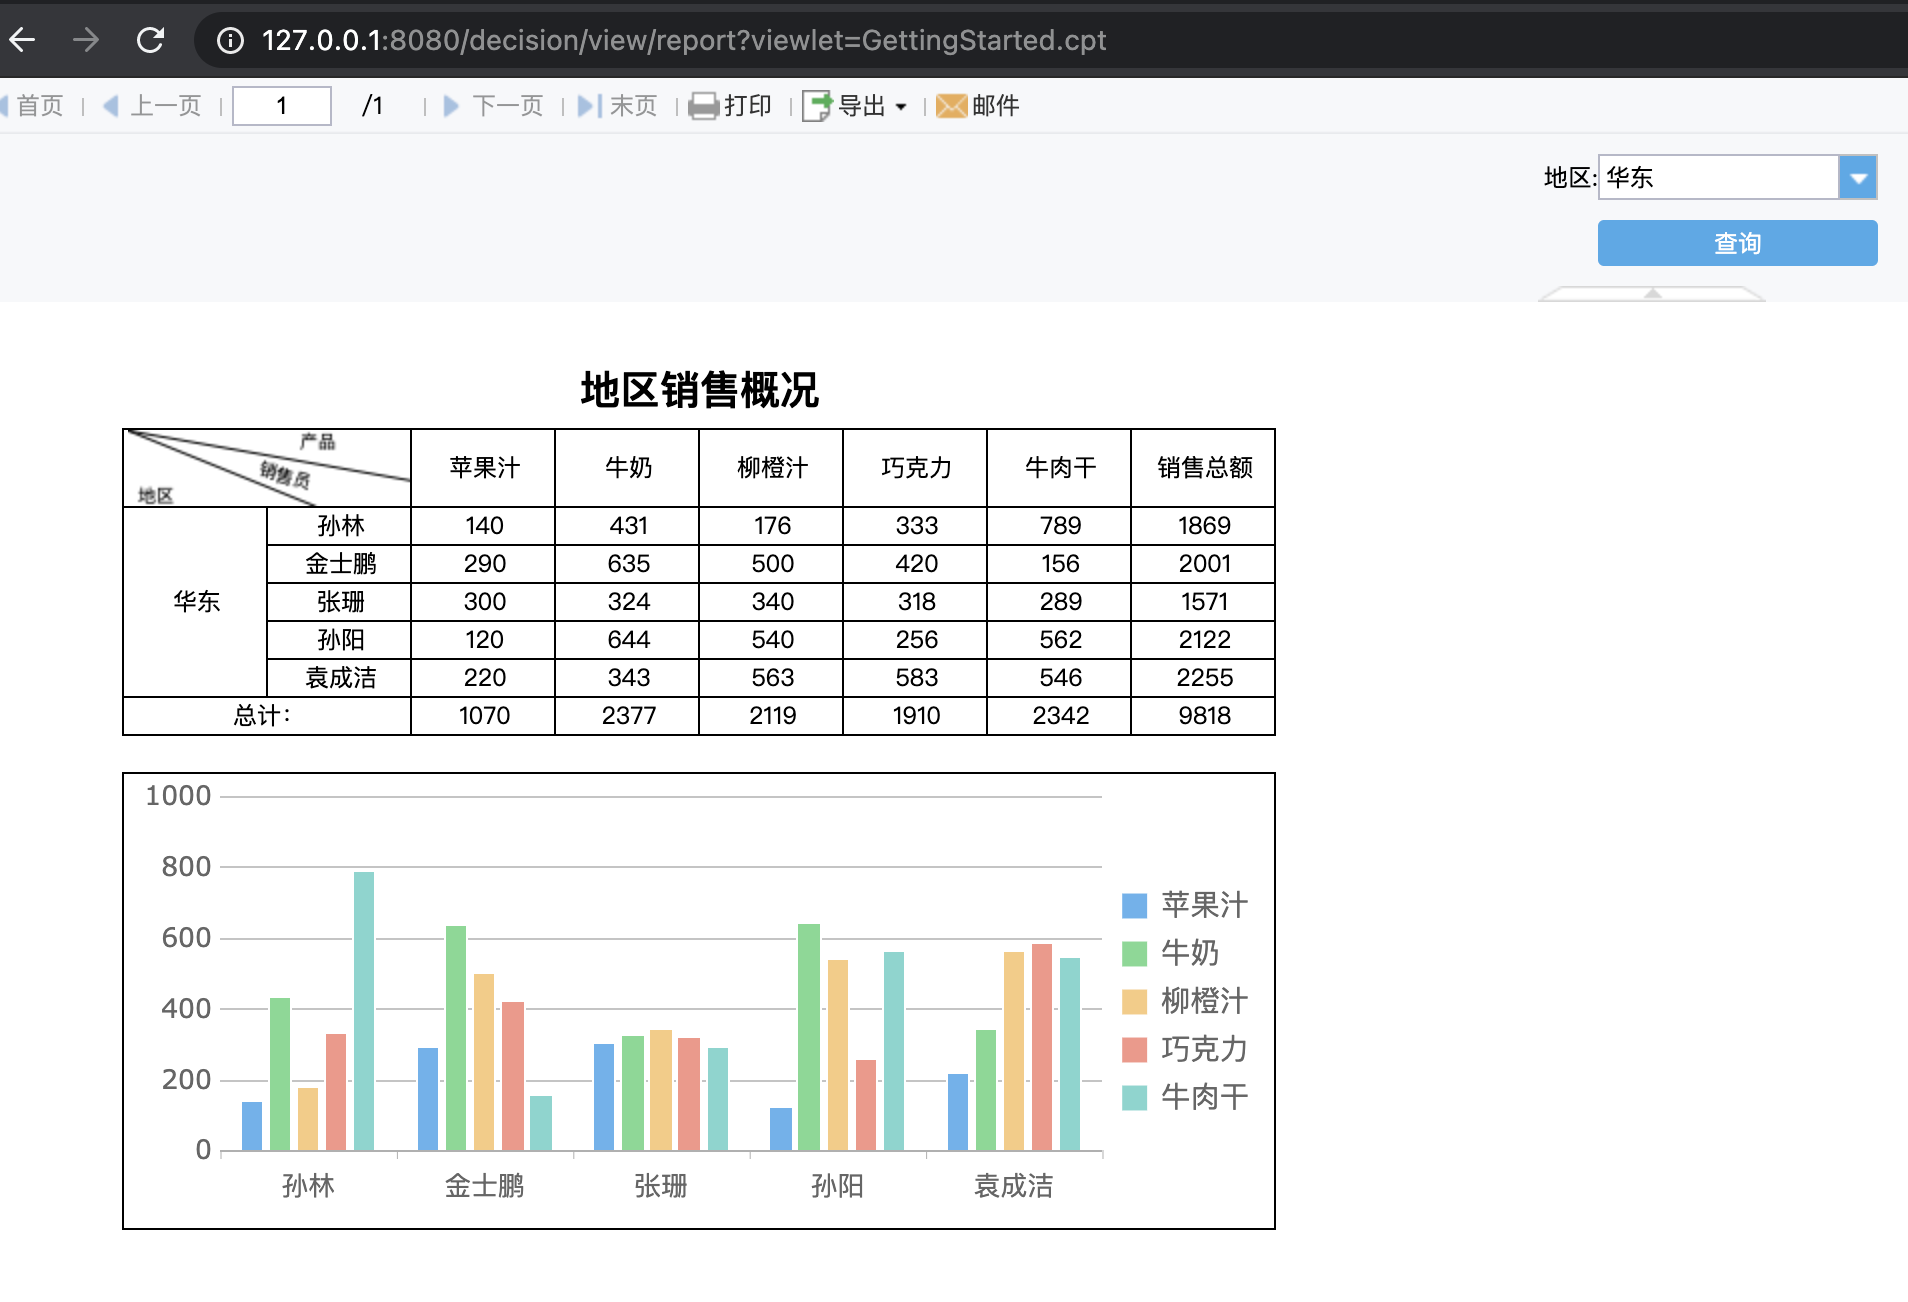 127.0.0.1:8080/decision/view/report?viewlet=GettingStarted.cpt
首页 | 上一页 | 1 /1 | 下一页 | 末页 | 打印 | 导出 | 邮件
地区: 华东
查询
地区销售概况
产品 销售员 地区 苹果汁 牛奶 柳橙汁 巧克力 牛肉干 销售总额
孙林 140 431 176 333 789 1869
金士鹏 290 635 500 420 156 2001
华东 张珊 300 324 340 318 289 1571
孙阳 120 644 540 256 562 2122
袁成洁 220 343 563 583 546 2255
总计: 1070 2377 2119 1910 2342 9818
1000
800
600
400
200
0
孙林 金士鹏 张珊 孙阳 袁成洁
苹果汁
牛奶
柳橙汁
巧克力
牛肉干